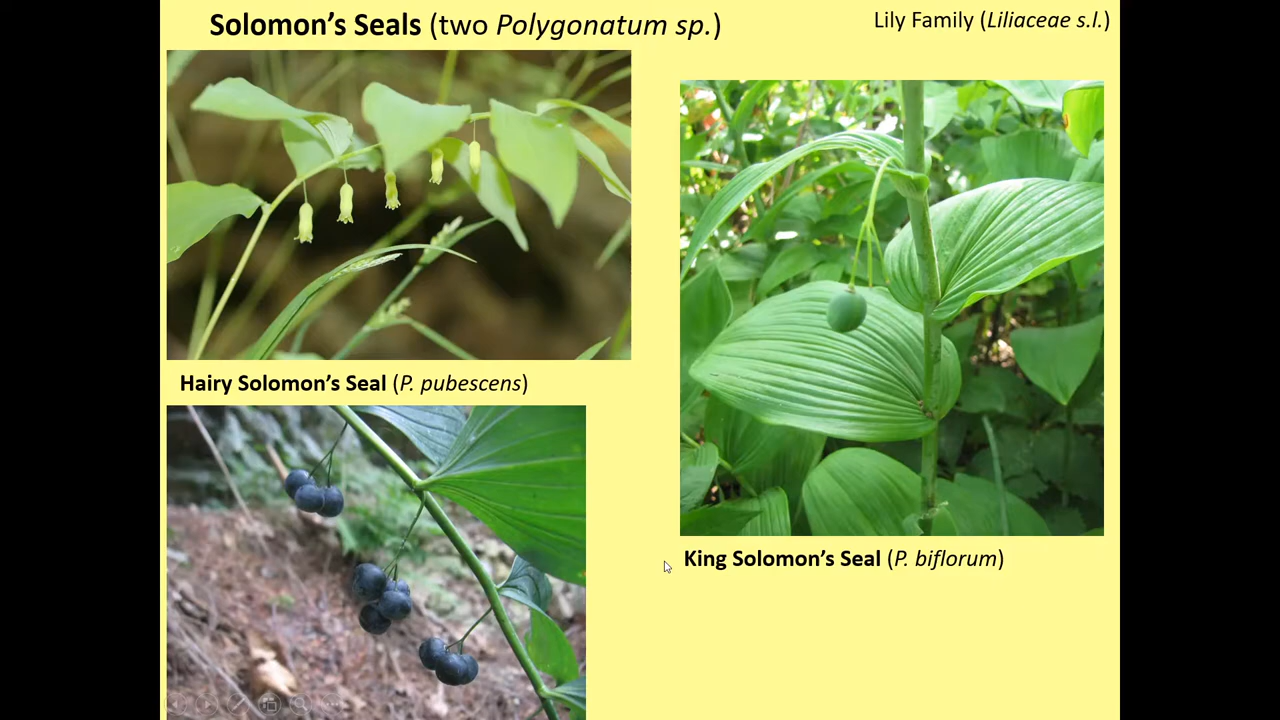 Solomon’s Seals (two Polygonatum sp.)
Lily Family (Liliaceae s.l.)
Hairy Solomon’s Seal (P. pubescens)
King Solomon’s Seal (P. biflorum)